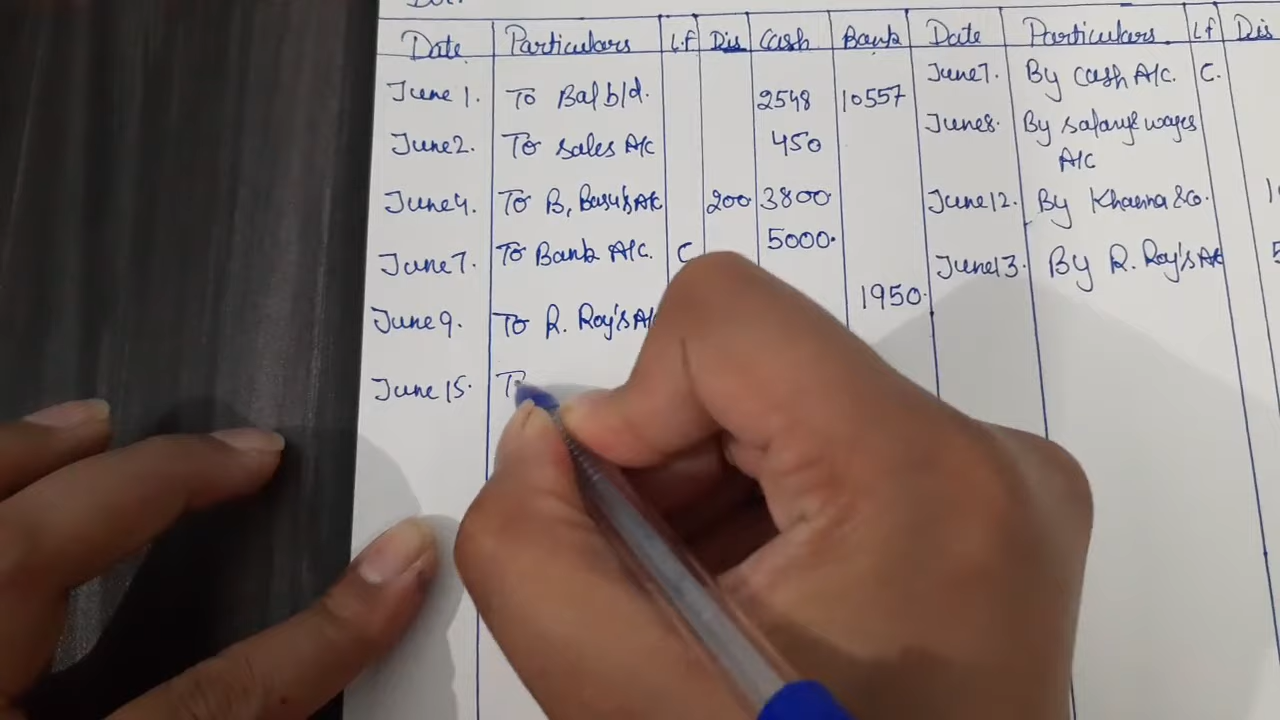 Date Particulars L.F Dis Cash Bank Date Particulars L.f Dis
June 1. To Bal b/d. 2548 10557 June 7. By Cash A/c. C.
June 2. To Sales A/c 450 June 8. By salary & wages A/c
June 4. To B, Basu's A/c 200 3800 June 12. By Khanna & Co.
June 7. To Bank A/c. C 5000. June 13. By R. Roy's A/c
June 9. To R. Roy's A/c 1950.
June 15.